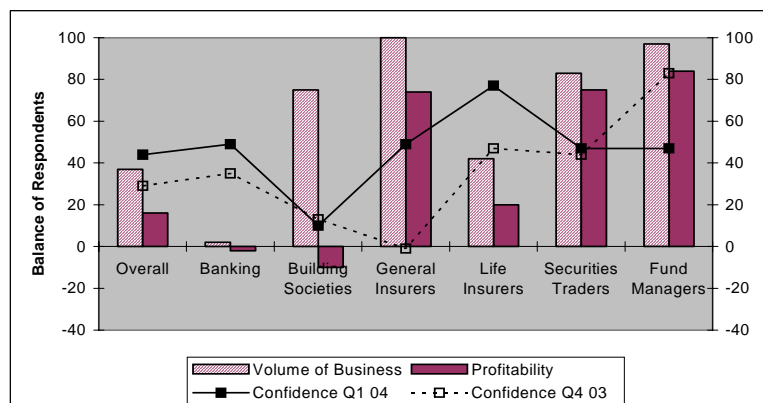 100
80
60
40
20
0
-20
-40
Balance of Respondents
Overall
Banking
Building
Societies
General
Insurers
Life
Insurers
Securities
Traders
Fund
Managers
100
80
60
40
20
0
-20
-40
Volume of Business
Profitability
Confidence Q1 04
Confidence Q4 03